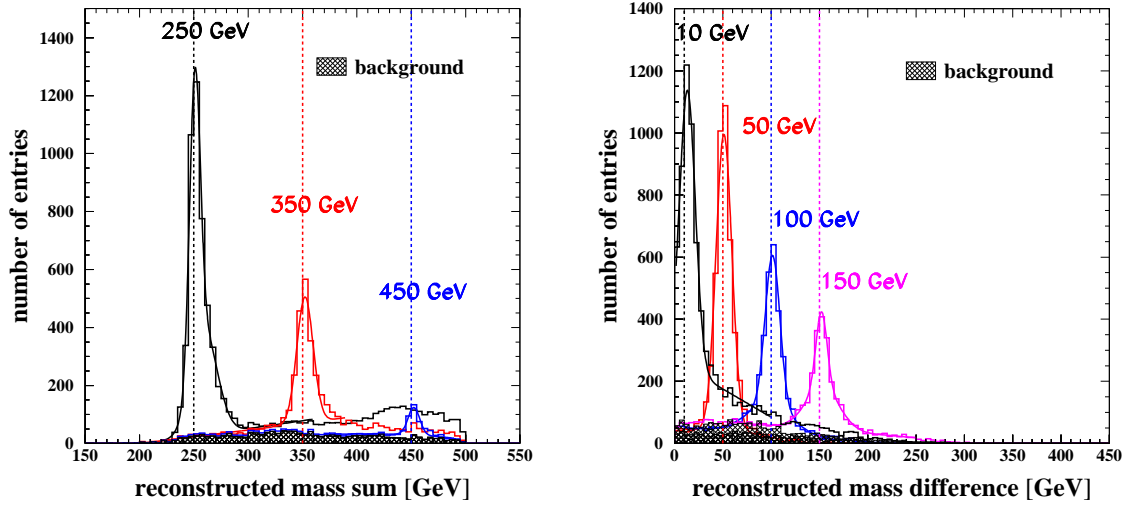 250 GeV
background
350 GeV
450 GeV
number of entries
1400
1200
1000
800
600
400
200
0
150 200 250 300 350 400 450 500 550
reconstructed mass sum [GeV]
10 GeV
background
50 GeV
100 GeV
150 GeV
number of entries
1400
1200
1000
800
600
400
200
0
0 50 100 150 200 250 300 350 400 450
reconstructed mass difference [GeV]